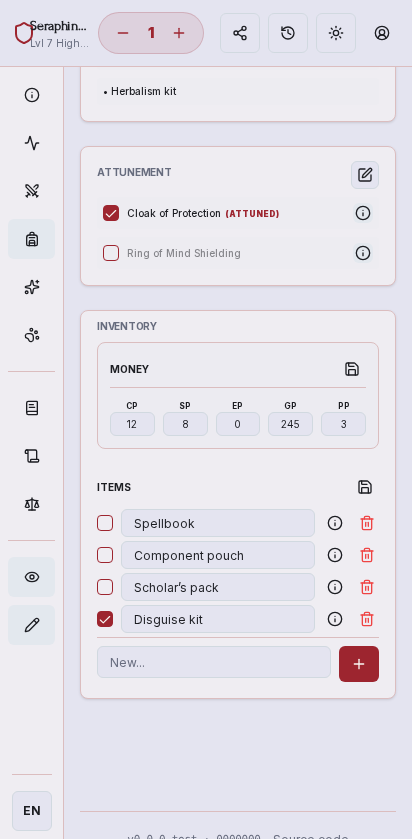 Seraphin...
Lvl 7 High...
1
• Herbalism kit
ATTUNEMENT
Cloak of Protection (ATTUNED)
Ring of Mind Shielding
INVENTORY
MONEY
CP SP EP GP PP
12 8 0 245 3
ITEMS
Spellbook
Component pouch
Scholar’s pack
Disguise kit
New...
EN
v0.0.0-test • 0000000 Source code